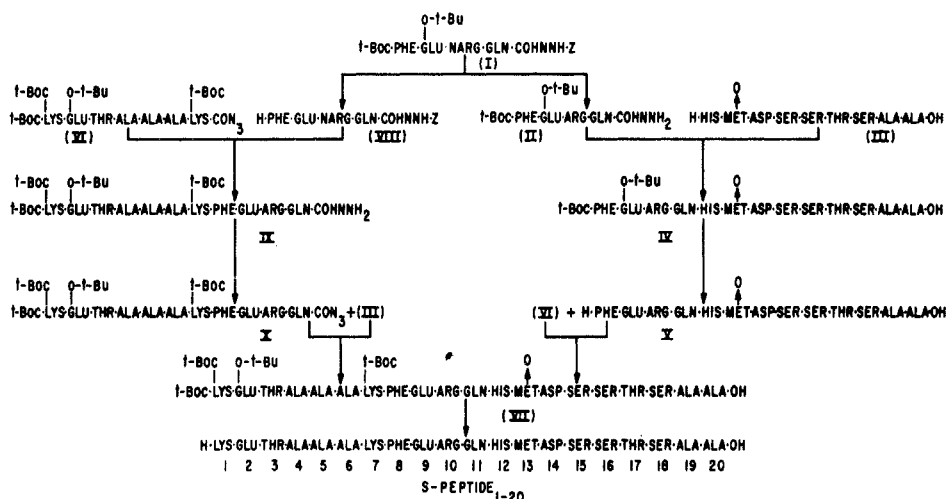 O-t-Bu
t-BOC·PHE·GLU·NARG·GLN·COHNNH·Z
(I)
t-Boc O-t-Bu t-Boc
t-BOC·LYS·GLU·THR·ALA·ALA·ALA·LYS·CON3 H·PHE·GLU·NARG·GLN·COHNNH·Z
(VI) (VIII)
O-t-Bu O
t-BOC·PHE·GLU·ARG·GLN·COHNNH2 H·HIS·MET·ASP·SER·SER·THR·SER·ALA·ALA·OH
(II) (III)
t-Boc O-t-Bu t-Boc
t-BOC·LYS·GLU·THR·ALA·ALA·ALA·LYS·PHE·GLU·ARG·GLN·COHNNH2
IX
O-t-Bu O
t-BOC·PHE·GLU·ARG·GLN·HIS·MET·ASP·SER·SER·THR·SER·ALA·ALA·OH
IV
t-Boc O-t-Bu t-Boc
t-BOC·LYS·GLU·THR·ALA·ALA·ALA·LYS·PHE·GLU·ARG·GLN·CON3+(III)
X
O
(VI) + H·PHE·GLU·ARG·GLN·HIS·MET·ASP·SER·SER·THR·SER·ALA·ALA·OH
V
t-Boc O-t-Bu t-Boc O
t-BOC·LYS·GLU·THR·ALA·ALA·ALA·LYS·PHE·GLU·ARG·GLN·HIS·MET·ASP·SER·SER·THR·SER·ALA·ALA·OH
(VII)
H·LYS·GLU·THR·ALA·ALA·ALA·LYS·PHE·GLU·ARG·GLN·HIS·MET·ASP·SER·SER·THR·SER·ALA·ALA·OH
1 2 3 4 5 6 7 8 9 10 11 12 13 14 15 16 17 18 19 20
S-PEPTIDE1-20